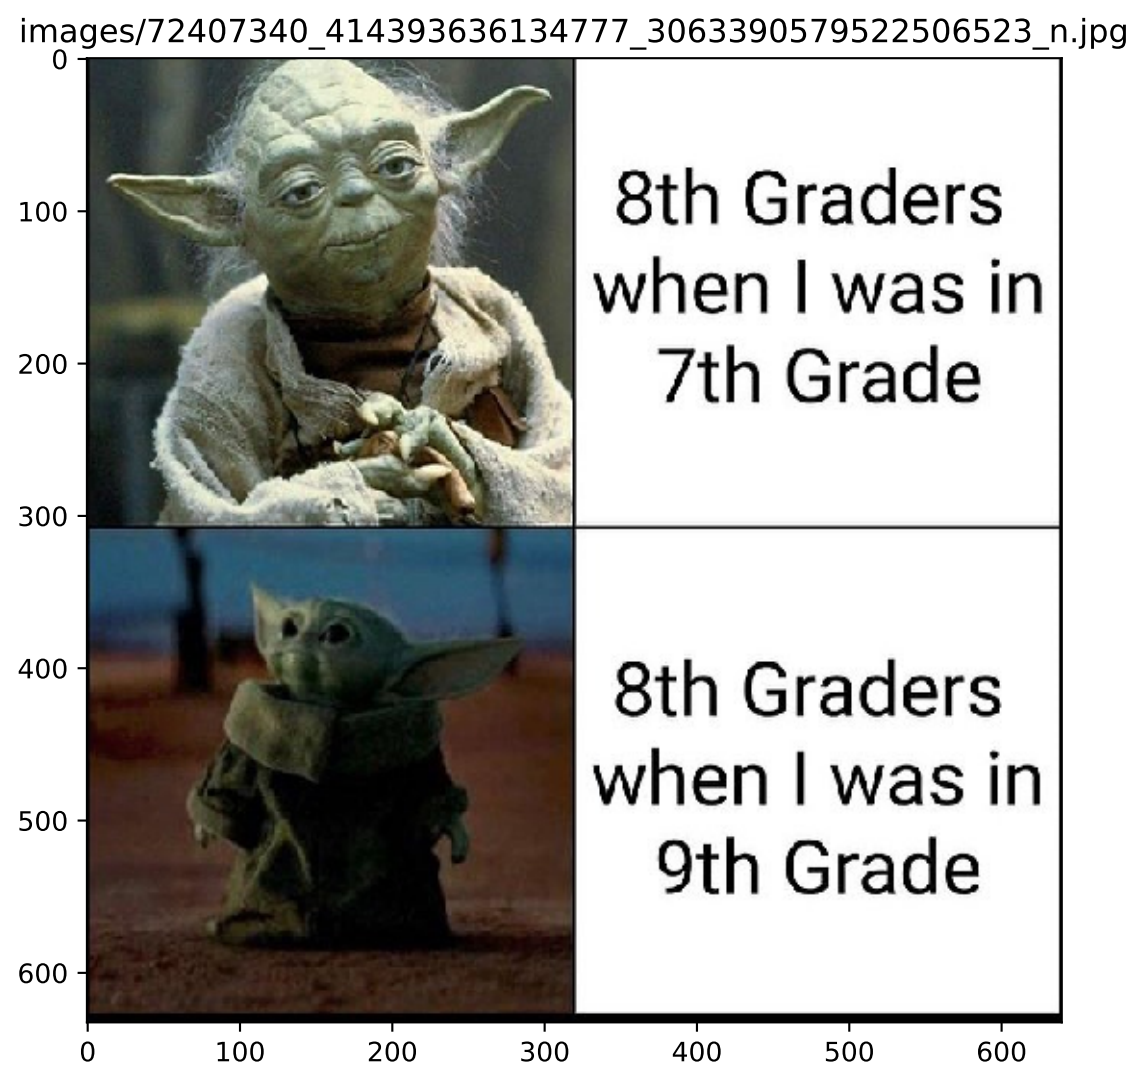 images/72407340_414393636134777_3063390579522506523_n.jpg
0
100
200
300
400
500
600
8th Graders
when I was in
7th Grade
8th Graders
when I was in
9th Grade
0
100
200
300
400
500
600